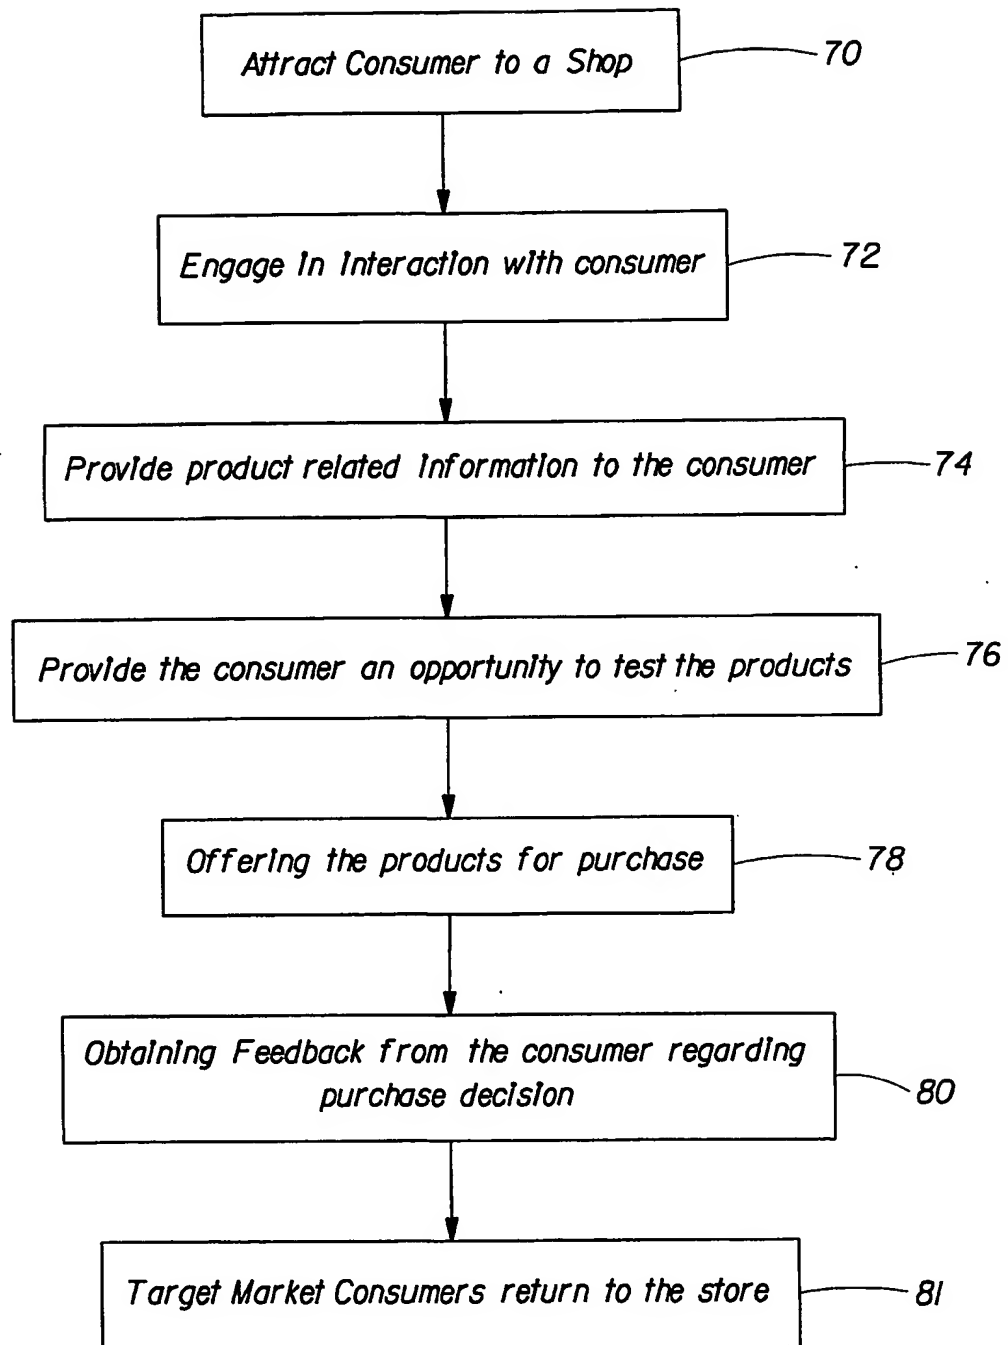 Attract Consumer to a Shop
70
Engage in interaction with consumer
72
Provide product related information to the consumer
74
Provide the consumer an opportunity to test the products
76
Offering the products for purchase
78
Obtaining Feedback from the consumer regarding
purchase decision
80
Target Market Consumers return to the store
81